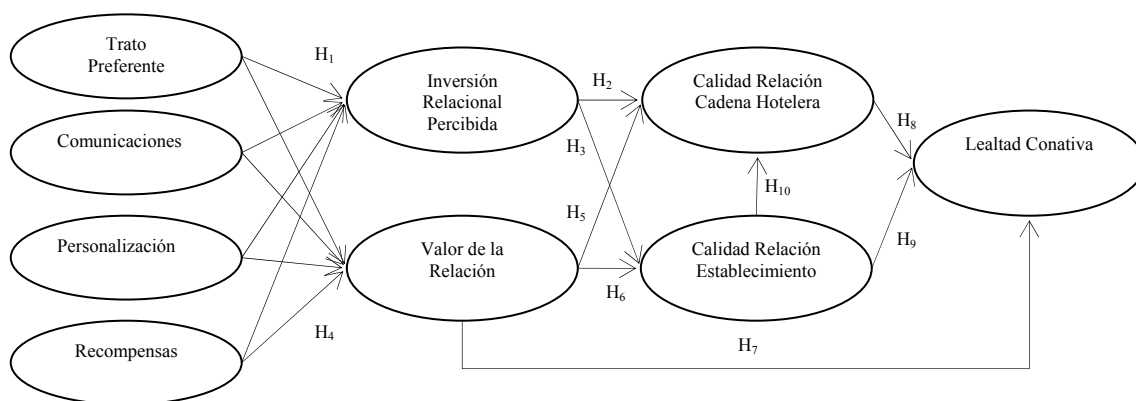 Trato
Preferente
Comunicaciones
Personalización
Recompensas
H1
H4
Inversión
Relacional
Percibida
Valor de la
Relación
H2
H3
H5
H6
H7
Calidad Relación
Cadena Hotelera
H10
Calidad Relación
Establecimiento
H8
H9
Lealtad Conativa